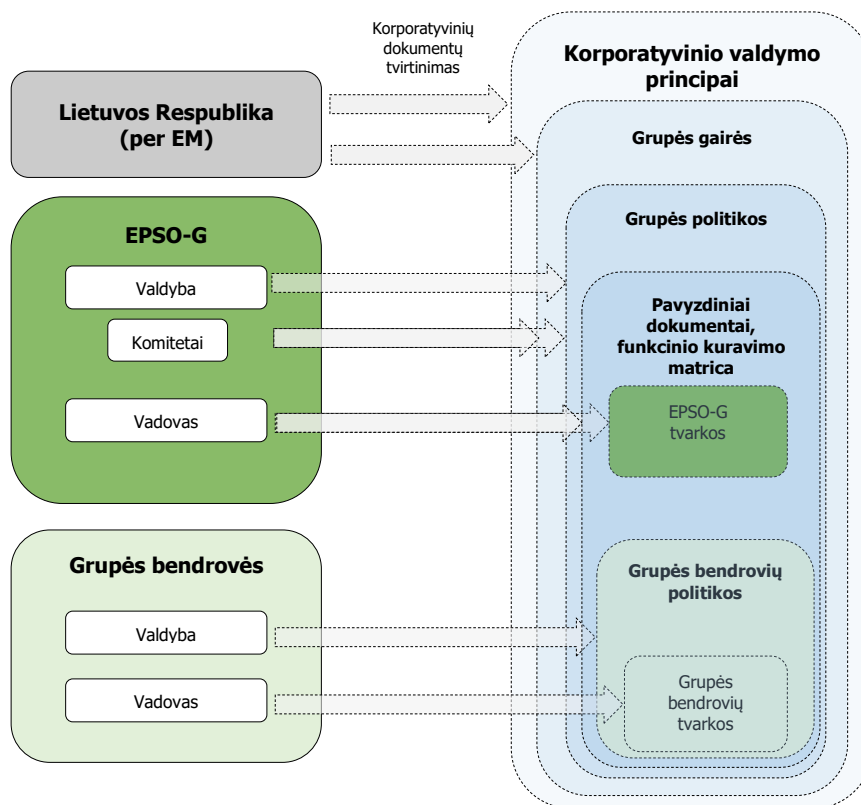 Korporatyvinių
dokumentų
tvirtinimas
Korporatyvinio valdymo
principai
Lietuvos Respublika
(per EM)
Grupės gairės
EPSO-G
Grupės politikos
Valdyba
Komitetai
Pavyzdiniai
dokumentai,
funkcinio kuravimo
matrica
Vadovas
EPSO-G
tvarkos
Grupės bendrovės
Grupės bendrovių
politikos
Valdyba
Vadovas
Grupės
bendrovių
tvarkos